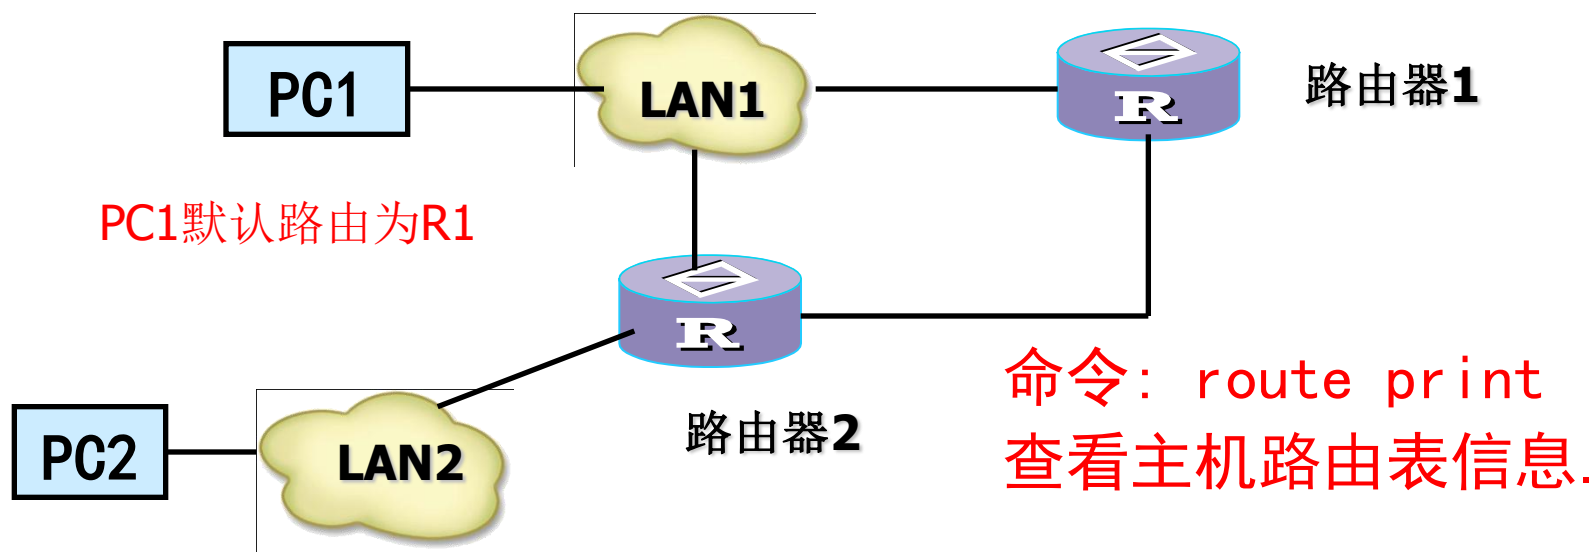 PC1
LAN1
R
路由器1
PC1默认路由为R1
R
路由器2
命令: route print
查看主机路由表信息.
PC2
LAN2